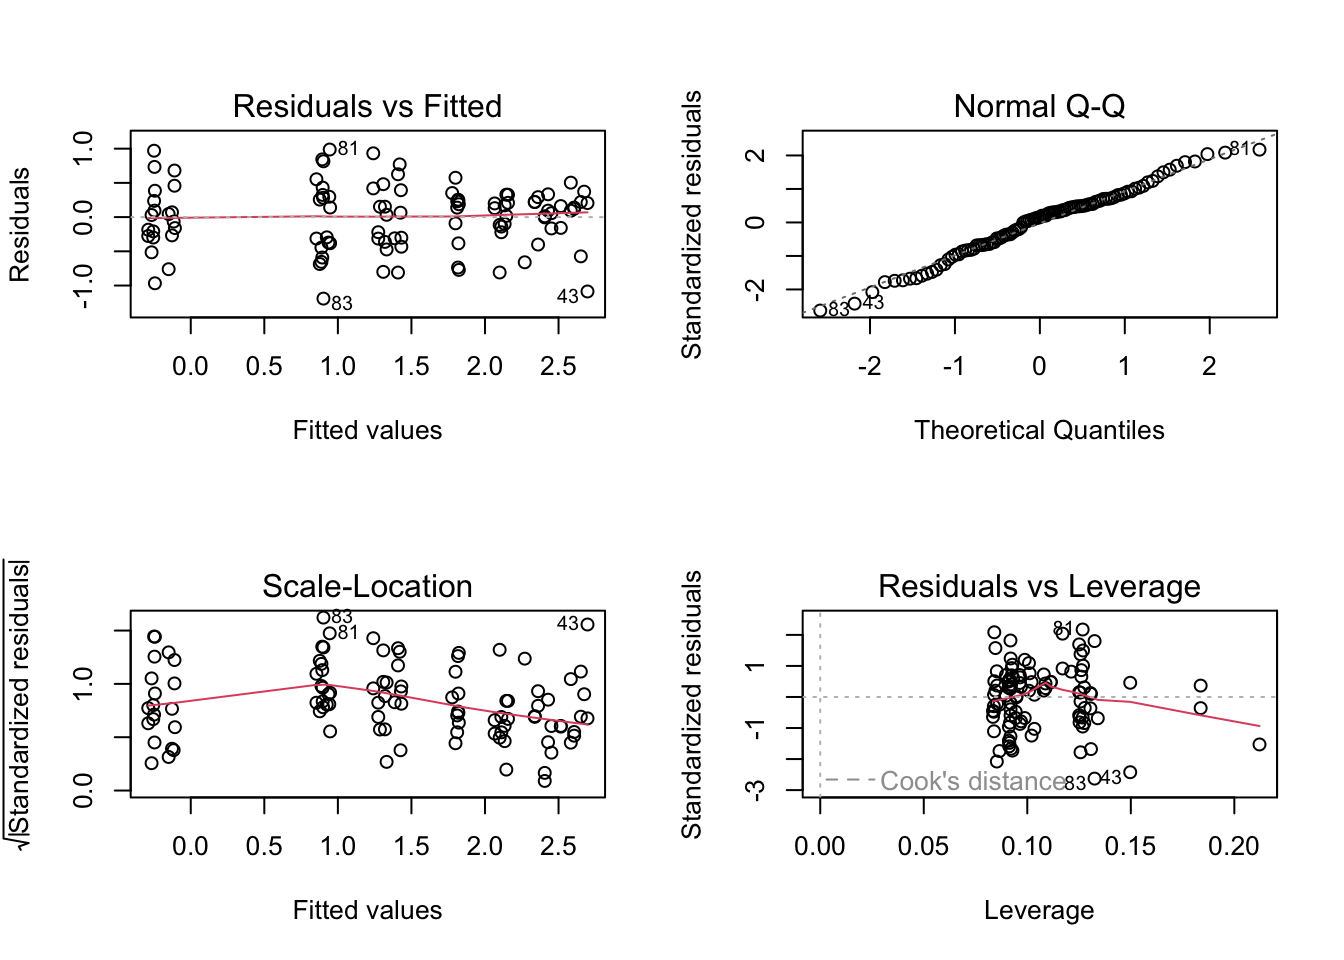 Residuals vs Fitted
Residuals
1.0
0.0
-1.0
81
83
43
0.0 0.5 1.0 1.5 2.0 2.5
Fitted values
Normal Q-Q
Standardized residuals
2
0
-2
81
83
43
-2 -1 0 1 2
Theoretical Quantiles
Scale-Location
√|Standardized residuals|
1.0
0.0
83
81
43
0.0 0.5 1.0 1.5 2.0 2.5
Fitted values
Residuals vs Leverage
Standardized residuals
1
-1
-3
81
Cook's distance
83
43
0.00 0.05 0.10 0.15 0.20
Leverage